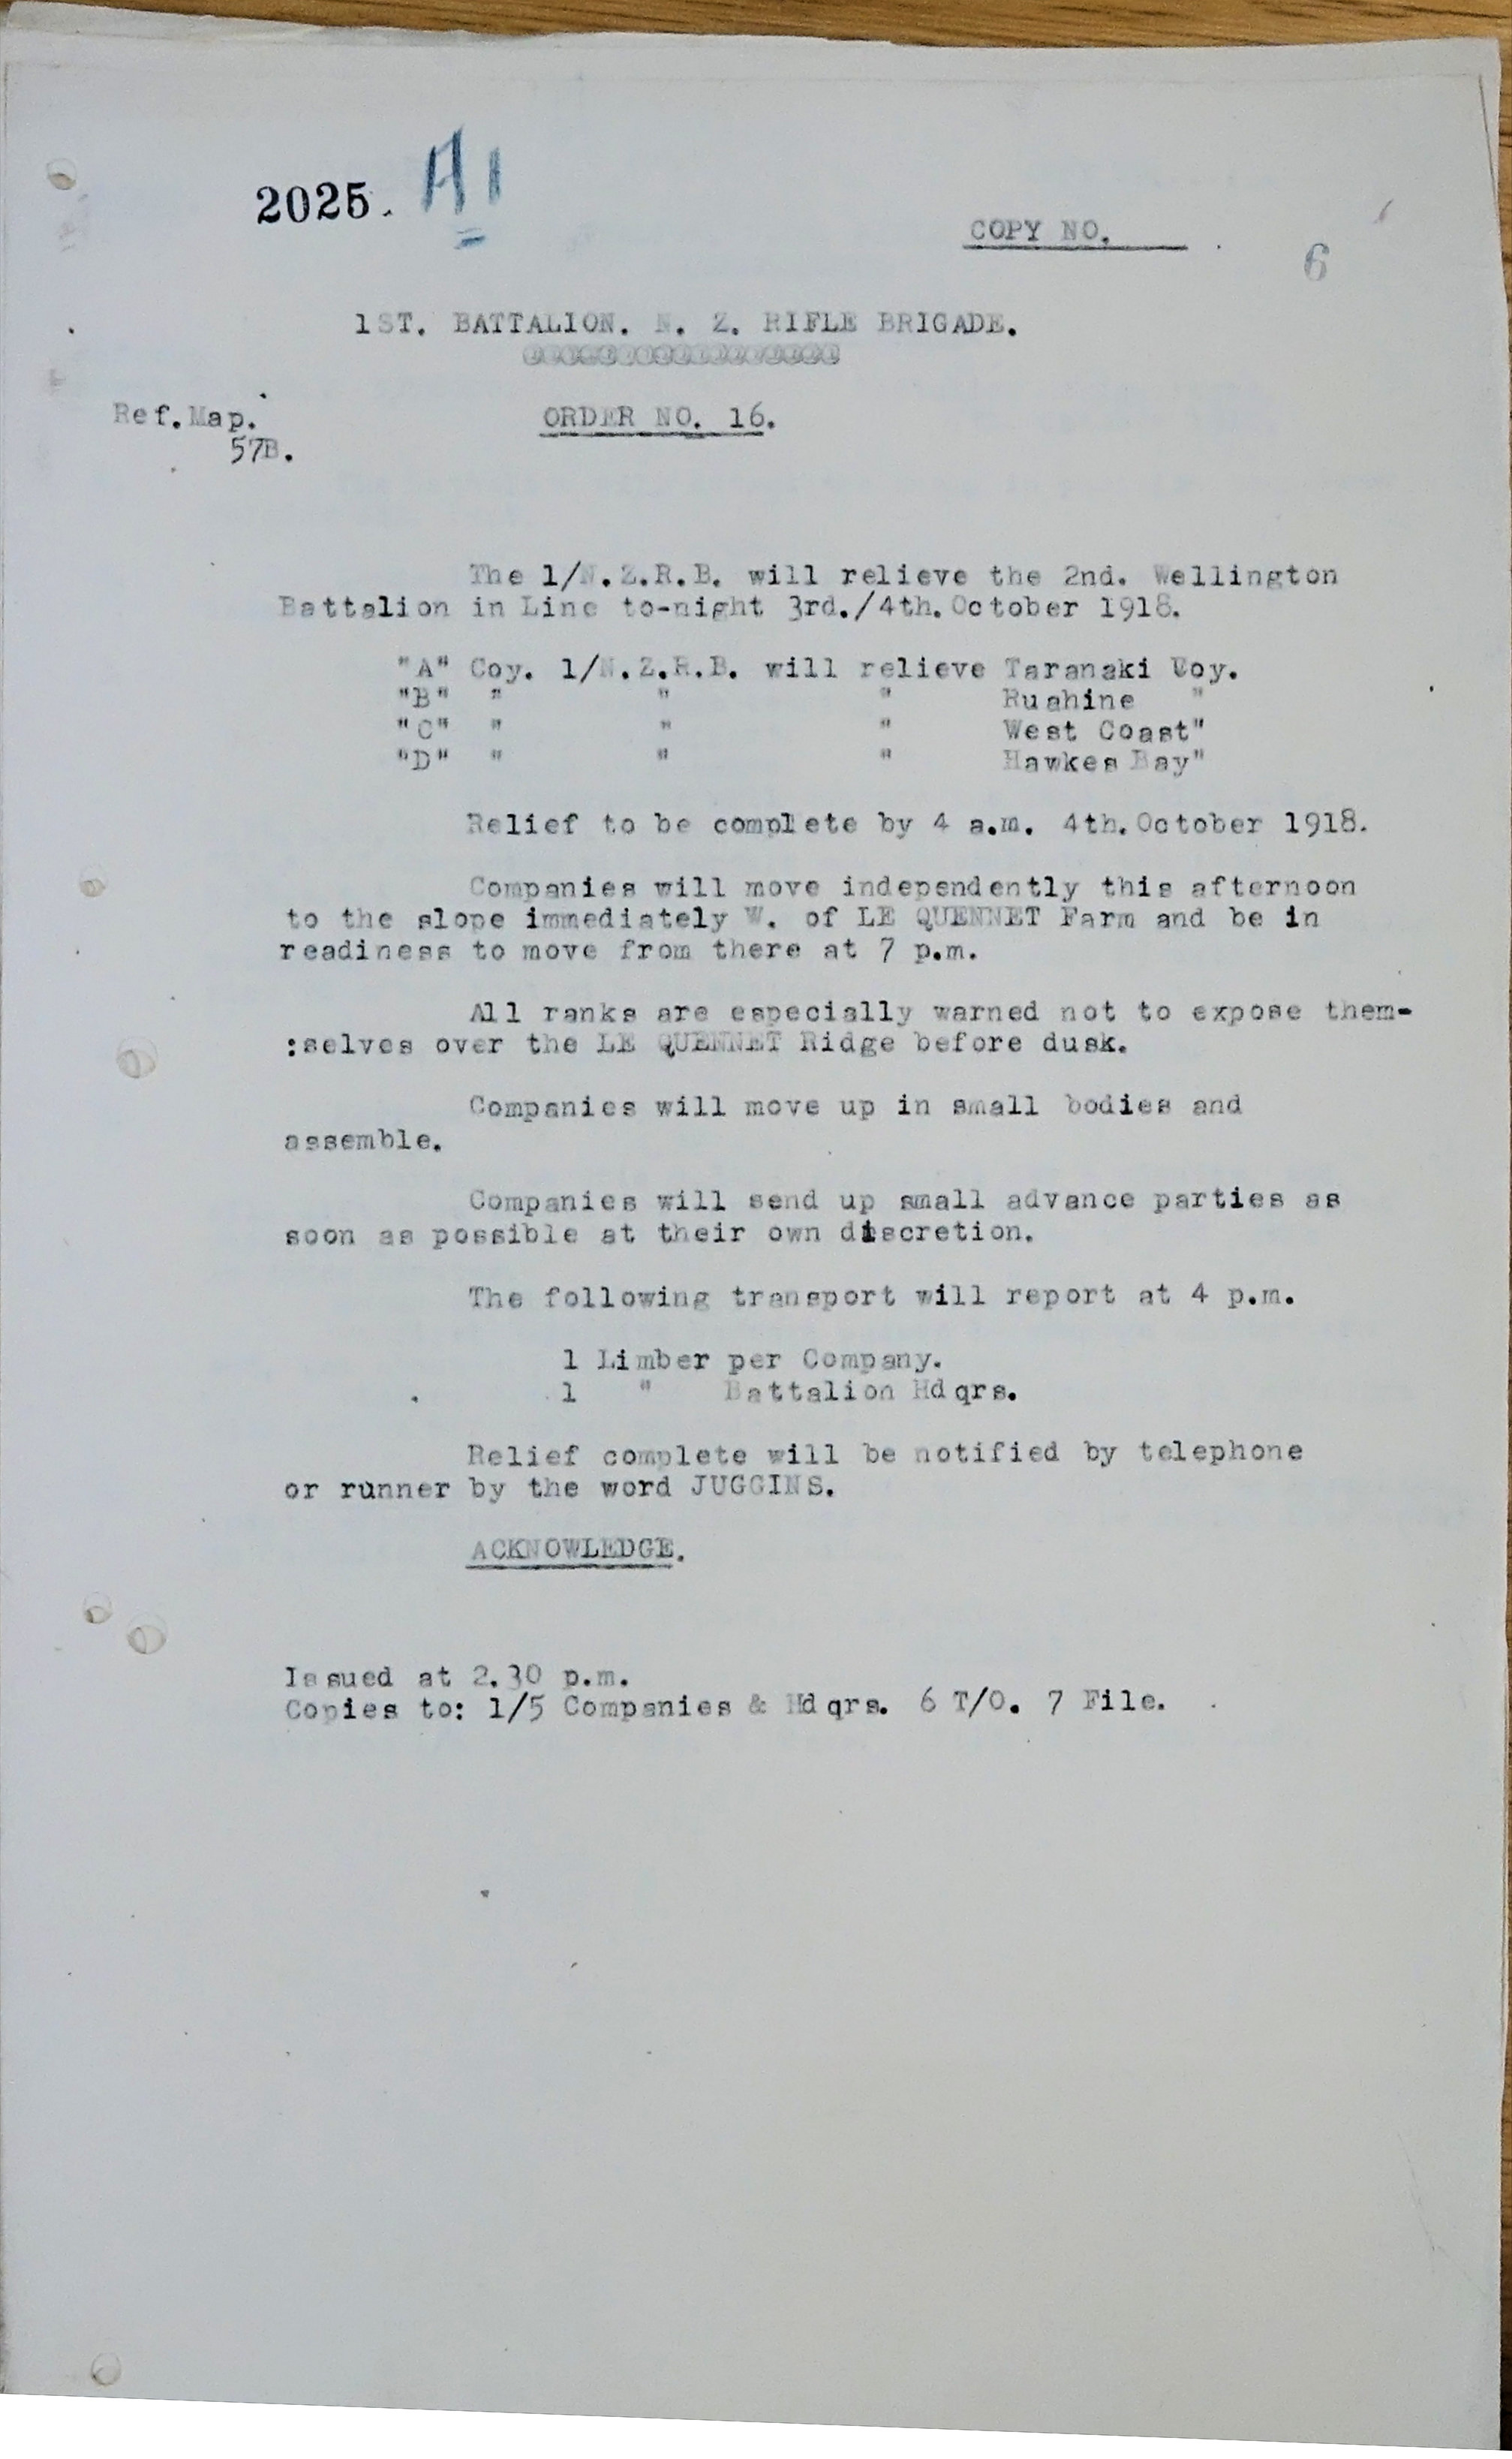 2025. A1
COPY NO. ______ .
6
1ST. BATTALION. N. Z. RIFLE BRIGADE.
Ref.Map.
57B.
ORDER NO. 16.
The 1/N.Z.R.B. will relieve the 2nd. Wellington
Battalion in Line to-night 3rd./4th.October 1918.
"A" Coy. 1/N.Z.R.B. will relieve Taranaki Coy.
"B" " " " Ruahine "
"C" " " " West Coast"
"D" " " " Hawkes Bay"
Relief to be complete by 4 a.m. 4th.October 1918.
Companies will move independently this afternoon
to the slope immediately W. of LE QUENNET Farm and be in
readiness to move from there at 7 p.m.
All ranks are especially warned not to expose them-
:selves over the LE QUENNET Ridge before dusk.
Companies will move up in small bodies and
assemble.
Companies will send up small advance parties as
soon as possible at their own discretion.
The following transport will report at 4 p.m.
1 Limber per Company.
1 " Battalion Hdqrs.
Relief complete will be notified by telephone
or runner by the word JUGGINS.
ACKNOWLEDGE.
Issued at 2.30 p.m.
Copies to: 1/5 Companies & Hdqrs. 6 T/O. 7 File.